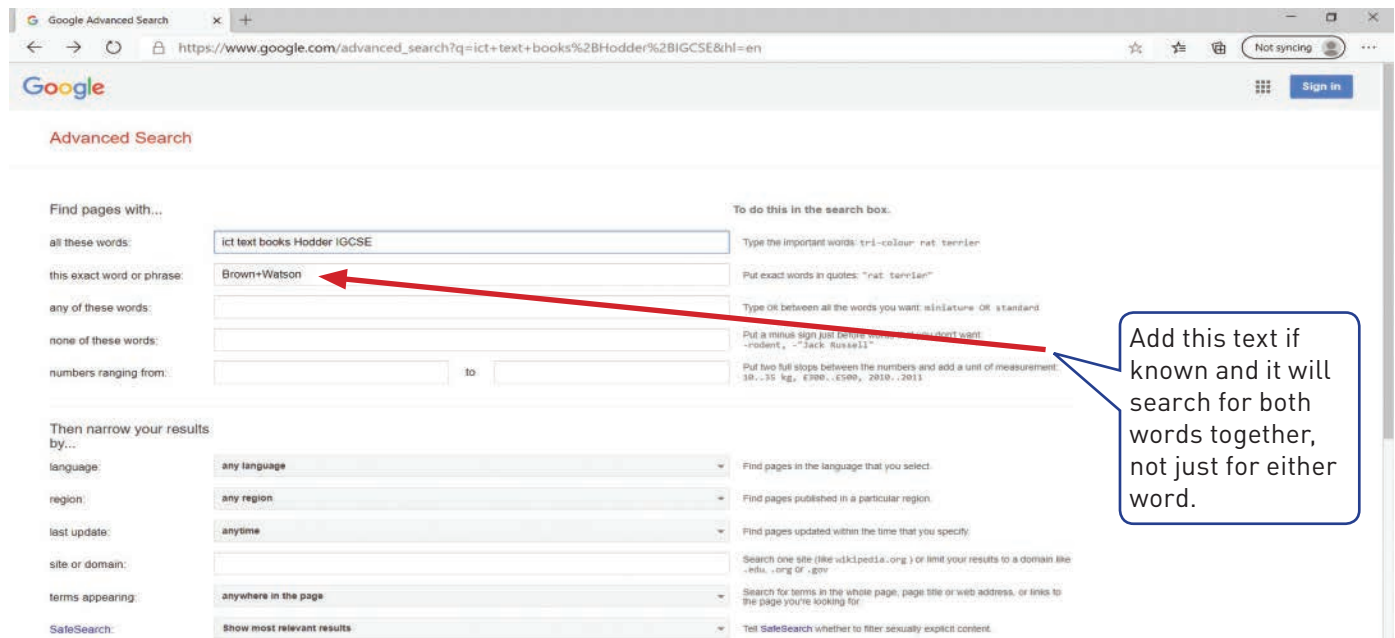 Google Advanced Search
https://www.google.com/advanced_search?q=ict+text+books%2BHodder%2BIGCSE&hl=en
Not syncing
Google
Sign in
Advanced Search
Find pages with...
To do this in the search box.
all these words:
ict text books Hodder IGCSE
Type the important words: tri-colour rat terrier
this exact word or phrase:
Brown+Watson
Put exact words in quotes: "rat terrier"
any of these words:
Type OR between all the words you want: miniature OR standard
none of these words:
Put a minus sign just before words that you don't want:
-rodent, -"Jack Russell"
numbers ranging from:
to
Put two full stops between the numbers and add a unit of measurement:
10..35 kg, £300..£500, 2010..2011
Add this text if
known and it will
search for both
words together,
not just for either
word.
Then narrow your results
by...
language:
any language
Find pages in the language that you select.
region:
any region
Find pages published in a particular region.
last update:
anytime
Find pages updated within the time that you specify.
site or domain:
Search one site (like wikipedia.org ) or limit your results to a domain like
.edu, .org or .gov
terms appearing:
anywhere in the page
Search for terms in the whole page, page title or web address, or links to
the page you're looking for.
SafeSearch:
Show most relevant results
Tell SafeSearch whether to filter sexually explicit content.